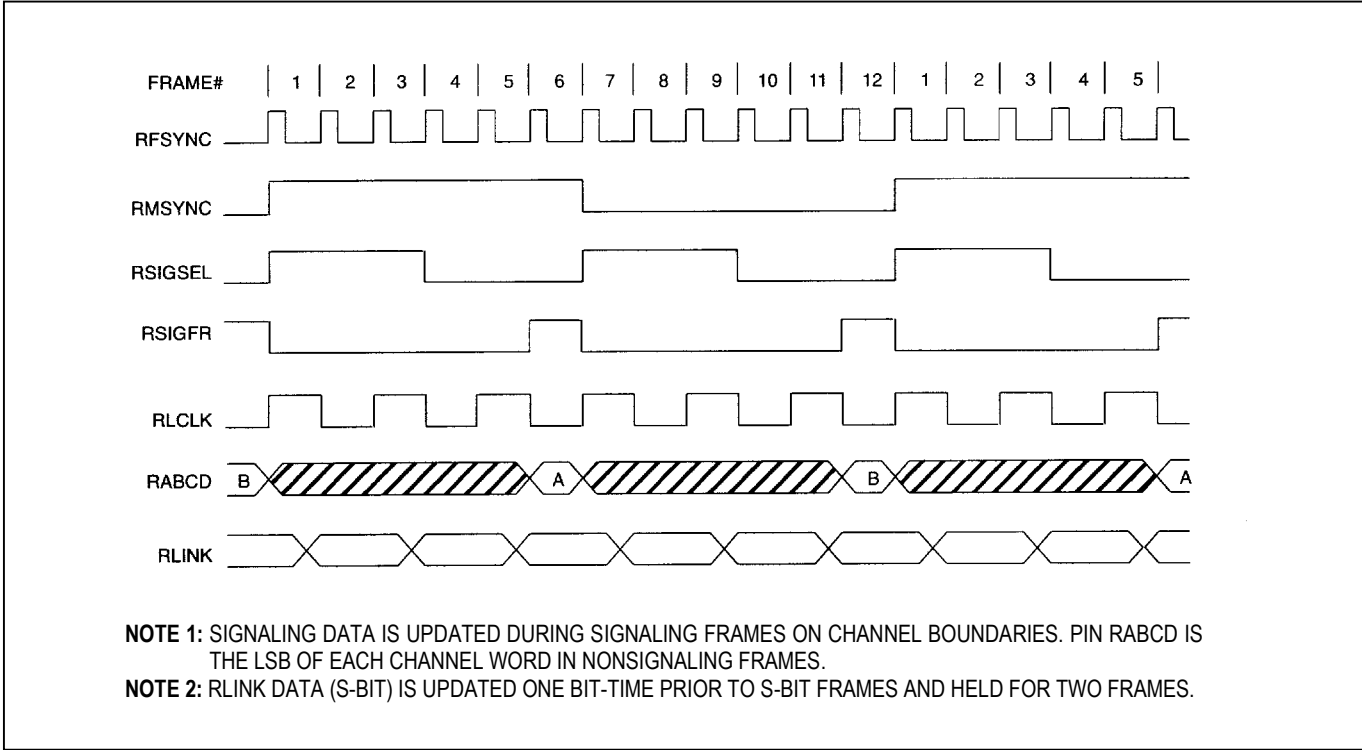 FRAME# 1 2 3 4 5 6 7 8 9 10 11 12 1 2 3 4 5
RFSYNC
RMSYNC
RSIGSEL
RSIGFR
RLCLK
RABCD B A B A
RLINK
NOTE 1: SIGNALING DATA IS UPDATED DURING SIGNALING FRAMES ON CHANNEL BOUNDARIES. PIN RABCD IS
THE LSB OF EACH CHANNEL WORD IN NONSIGNALING FRAMES.
NOTE 2: RLINK DATA (S-BIT) IS UPDATED ONE BIT-TIME PRIOR TO S-BIT FRAMES AND HELD FOR TWO FRAMES.